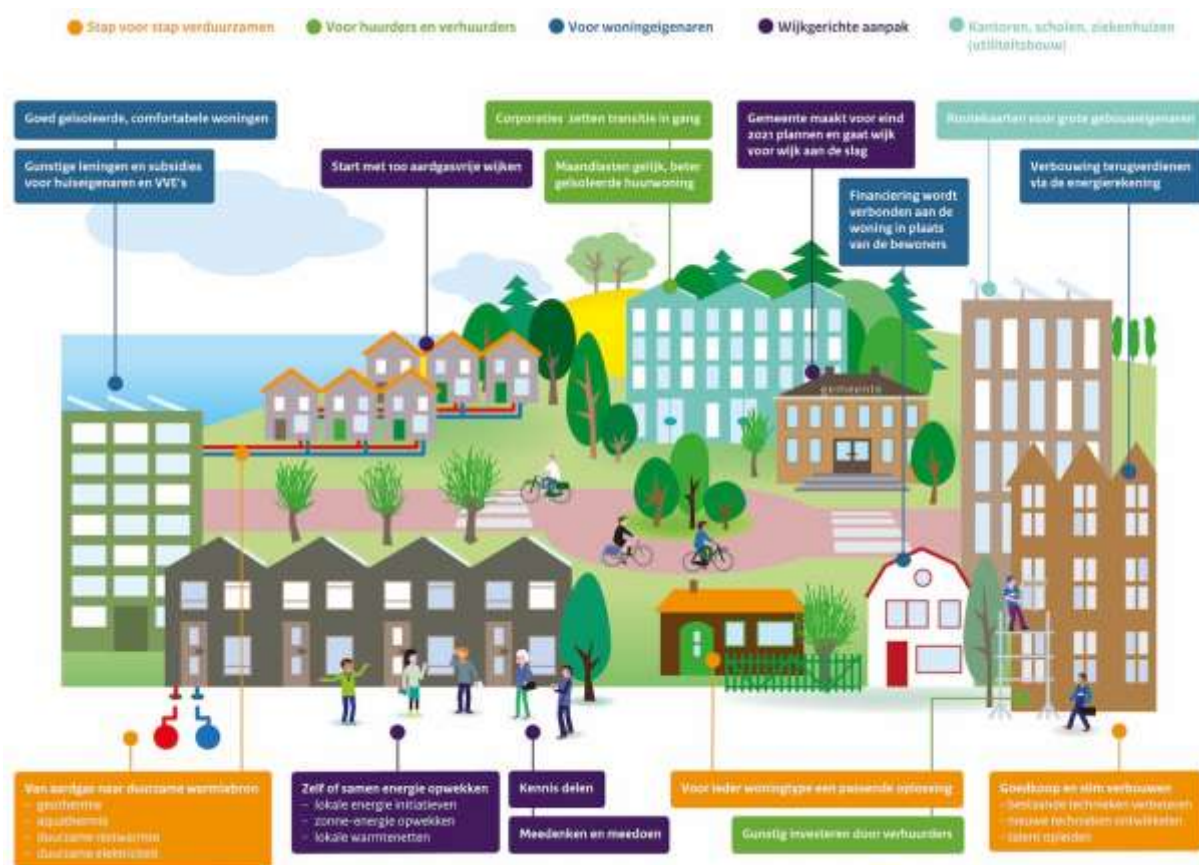 Stap voor stap verduurzamen
Voor huurders en verhuurders
Voor woningeigenaren
Wijkgerichte aanpak
Kantoren, scholen, ziekenhuizen
(utiliteitsbouw)
Goed geïsoleerde, comfortabele woningen
Gunstige leningen en subsidies
voor huiseigenaren en VVE's
Start met 100 aardgasvrije wijken
Corporaties zetten transitie in gang
Maandlasten gelijk, beter
geïsoleerde huurwoning
Gemeente maakt voor eind
2021 plannen en gaat wijk
voor wijk aan de slag
Financiering wordt
verbonden aan de
woning in plaats
van de bewoners
Routekaarten voor grote gebouweigenaren
Verbouwing terugverdienen
via de energierekening
gemeente
Van aardgas naar duurzame warmtebron
- geothermie
- aquathermie
- duurzame restwarmte
- duurzame elektriciteit
Zelf of samen energie opwekken
- lokale energie initiatieven
- zonne-energie opwekken
- lokale warmtenetten
Kennis delen
Meedenken en meedoen
Voor ieder woningtype een passende oplossing
Gunstig investeren door verhuurders
Goedkoop en slim verbouwen
- bestaande technieken verbeteren
- nieuwe technieken ontwikkelen
- talent opleiden